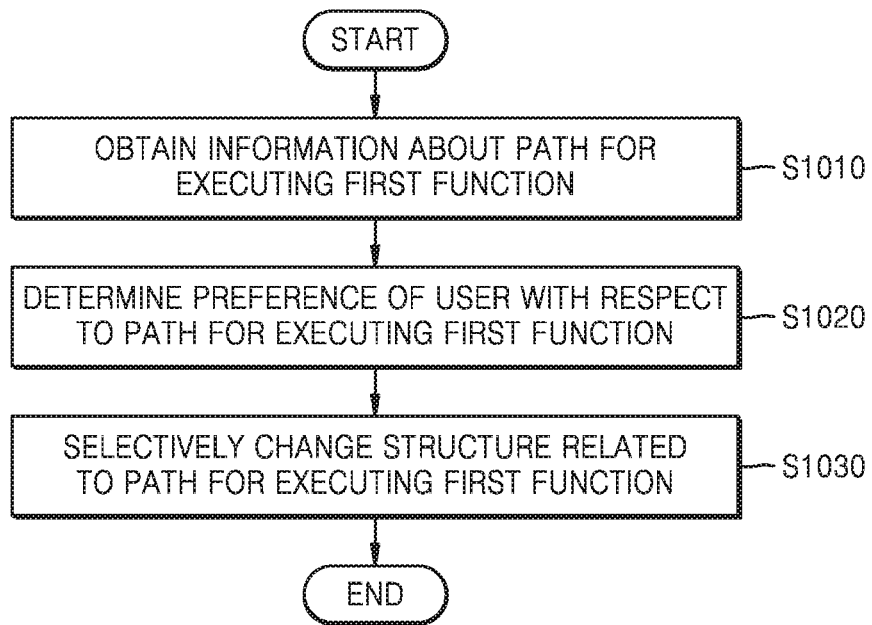 START
OBTAIN INFORMATION ABOUT PATH FOR
EXECUTING FIRST FUNCTION
S1010
DETERMINE PREFERENCE OF USER WITH RESPECT
TO PATH FOR EXECUTING FIRST FUNCTION
S1020
SELECTIVELY CHANGE STRUCTURE RELATED
TO PATH FOR EXECUTING FIRST FUNCTION
S1030
END